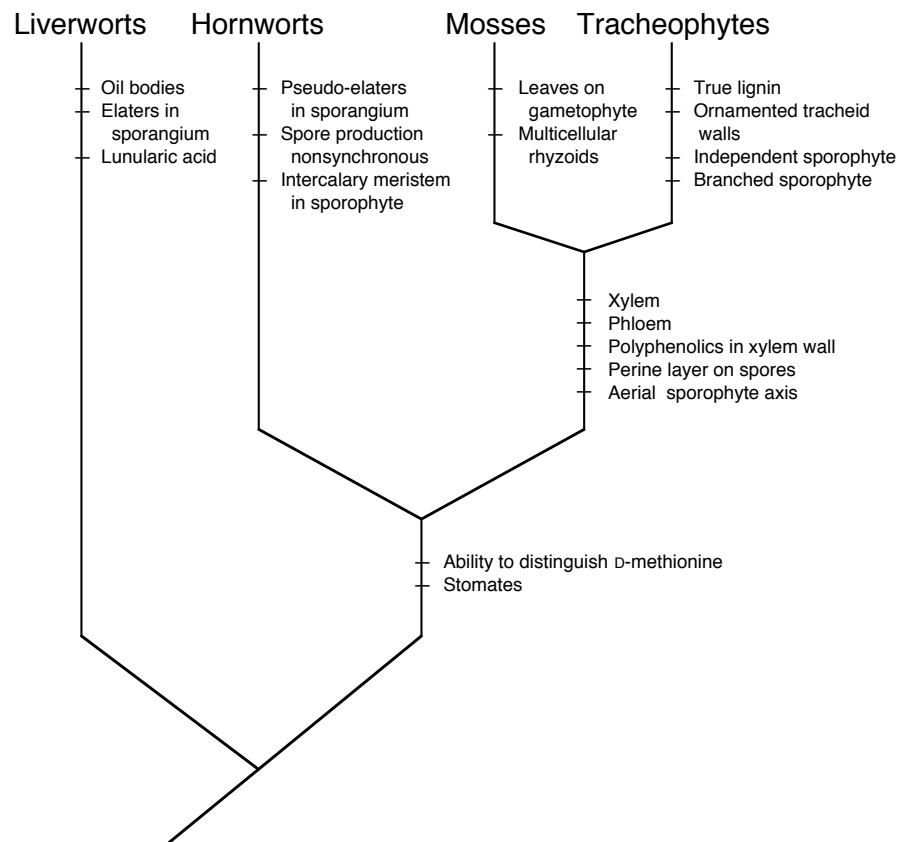 Liverworts Hornworts Mosses Tracheophytes
Oil bodies
Elaters in
sporangium
Lunularic acid
Pseudo-elaters
in sporangium
Spore production
nonsynchronous
Intercalary meristem
in sporophyte
Leaves on
gametophyte
Multicellular
rhyzoids
True lignin
Ornamented tracheid
walls
Independent sporophyte
Branched sporophyte
Xylem
Phloem
Polyphenolics in xylem wall
Perine layer on spores
Aerial sporophyte axis
Ability to distinguish D-methionine
Stomates